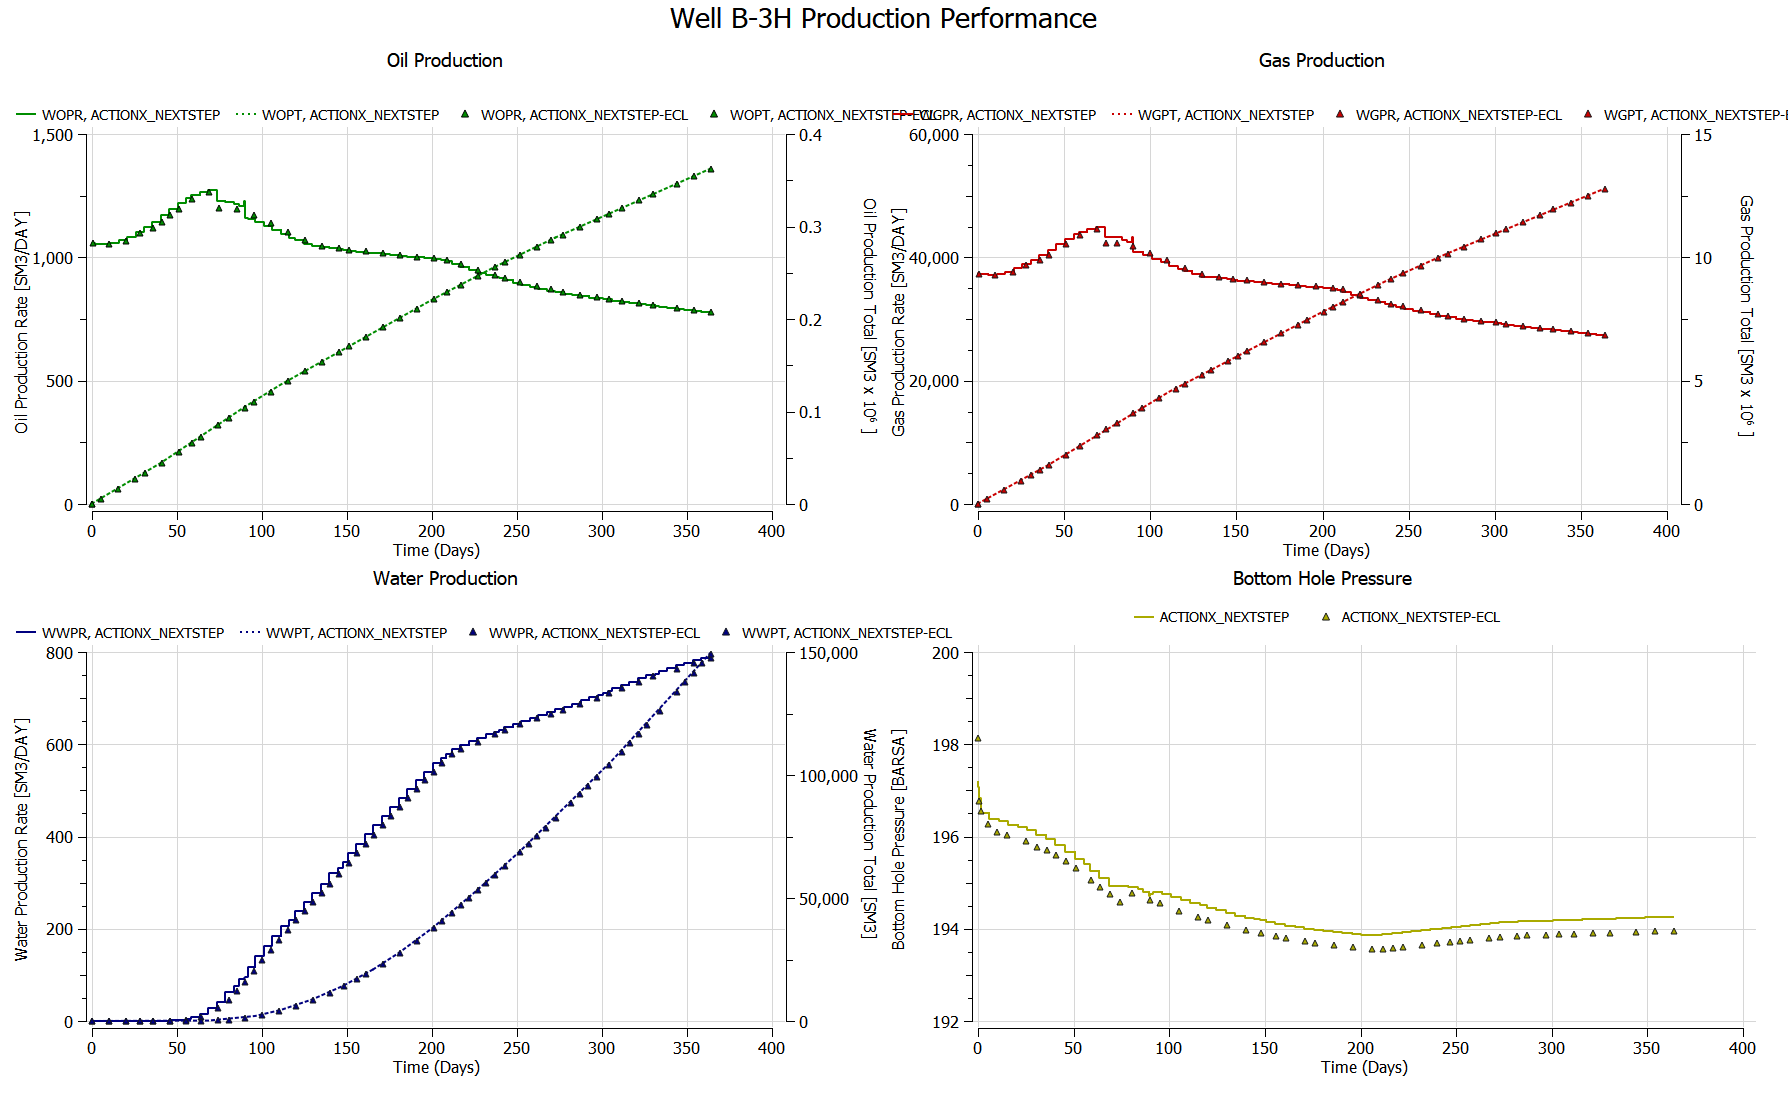 Well B-3H Production Performance
Oil Production
WOPR, ACTIONX_NEXTSTEP WOPT, ACTIONX_NEXTSTEP WOPR, ACTIONX_NEXTSTEP-ECL WOPT, ACTIONX_NEXTSTEP-ECL
1,500
1,000
500
0
Oil Production Rate [SM3/DAY]
0.4
0.3
0.2
0.1
0
Oil Production Total [SM3 x 10⁶ ]
0 50 100 150 200 250 300 350 400
Time (Days)
Gas Production
WGPR, ACTIONX_NEXTSTEP WGPT, ACTIONX_NEXTSTEP WGPR, ACTIONX_NEXTSTEP-ECL WGPT, ACTIONX_NEXTSTEP-E
60,000
40,000
20,000
0
Gas Production Rate [SM3/DAY]
15
10
5
0
Gas Production Total [SM3 x 10⁶ ]
0 50 100 150 200 250 300 350 400
Time (Days)
Water Production
WWPR, ACTIONX_NEXTSTEP WWPT, ACTIONX_NEXTSTEP WWPR, ACTIONX_NEXTSTEP-ECL WWPT, ACTIONX_NEXTSTEP-ECL
800
600
400
200
0
Water Production Rate [SM3/DAY]
150,000
100,000
50,000
0
Water Production Total [SM3]
0 50 100 150 200 250 300 350 400
Time (Days)
Bottom Hole Pressure
ACTIONX_NEXTSTEP ACTIONX_NEXTSTEP-ECL
200
198
196
194
192
Bottom Hole Pressure [BARSA]
0 50 100 150 200 250 300 350 400
Time (Days)